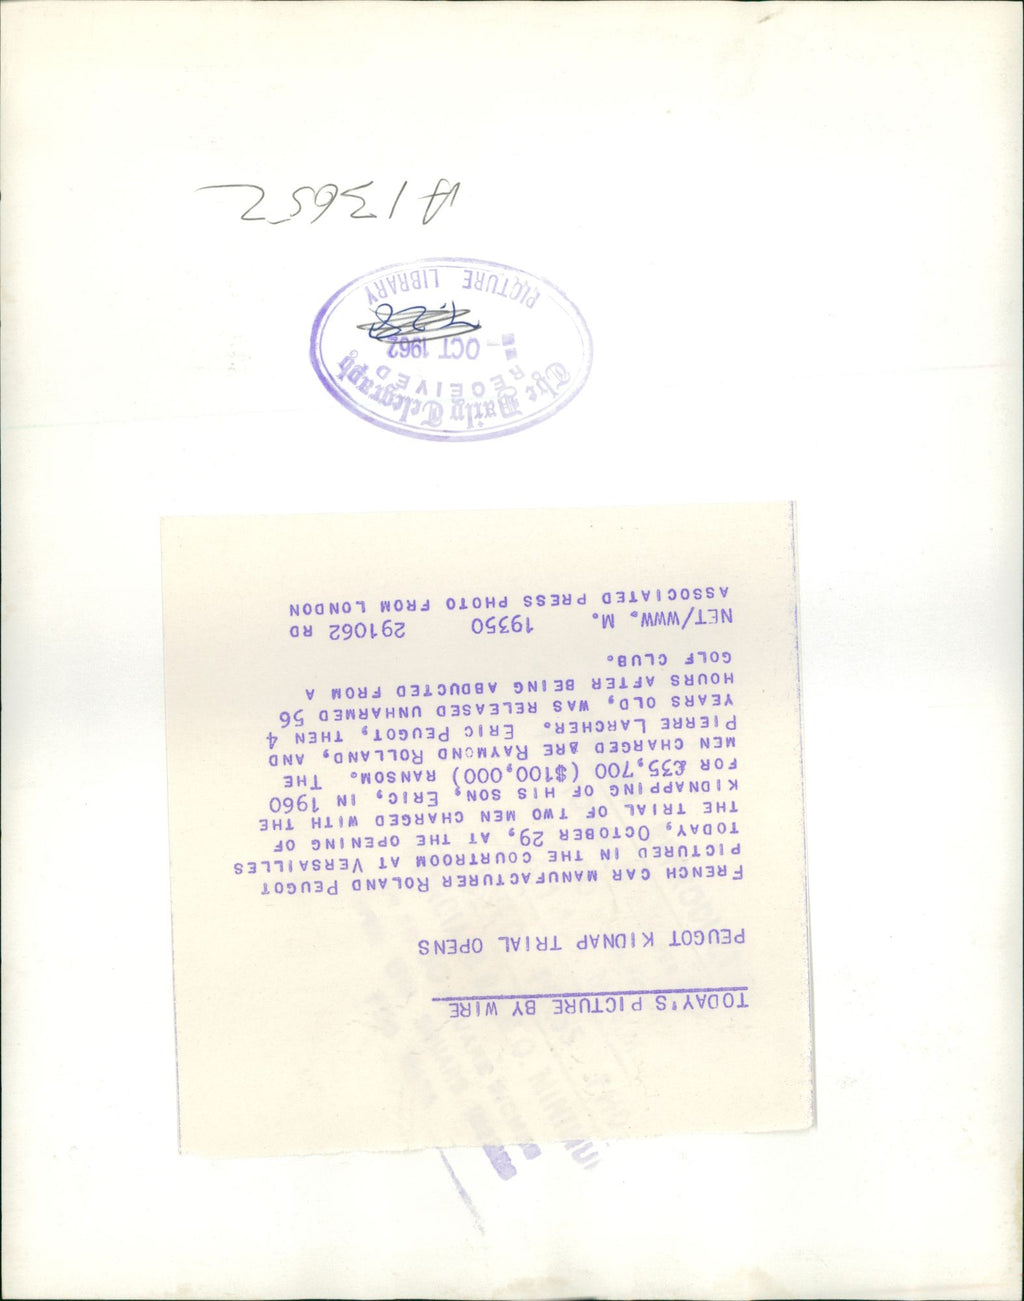 TODAY'S PICTURE BY WIRE
PEUGOT KIDNAP TRIAL OPENS
FRENCH CAR MANUFACTURER ROLAND PEUGOT
PICTURED IN THE COURTROOM AT VERSAILLES
TODAY, OCTOBER 29, AT THE OPENING OF
THE TRIAL OF TWO MEN CHARGED WITH THE
KIDNAPPING OF HIS SON, ERIC, IN 1960
FOR £35,700 ($100,000) RANSOM. THE
MEN CHARGED ARE RAYMOND ROLLAND, AND
PIERRE LARCHER. ERIC PEUGOT, THEN 4
YEARS OLD, WAS RELEASED UNHARMED 56
HOURS AFTER BEING ABDUCTED FROM A
GOLF CLUB.
NET/WWW. M. 19350 291062 RD
ASSOCIATED PRESS PHOTO FROM LONDON
The Daily Telegraph
RECEIVED
OCT 1962
PICTURE LIBRARY
A13652